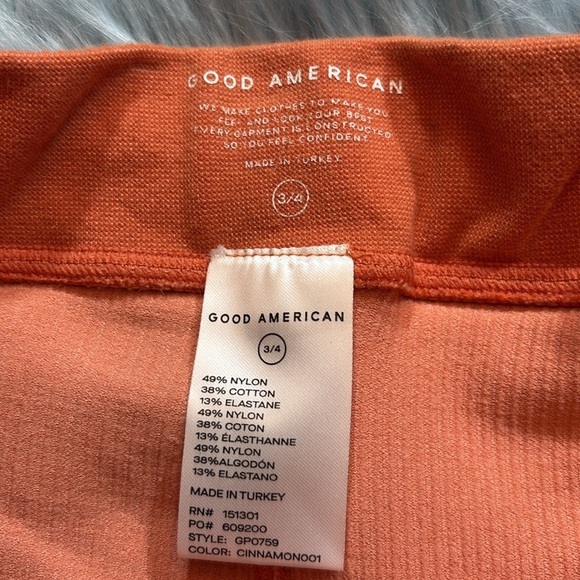 GOOD AMERICAN
WE MAKE CLOTHES TO MAKE YOU
FEEL AND LOOK YOUR BEST
EVERY GARMENT IS CONSTRUCTED
SO YOU FEEL CONFIDENT
MADE IN TURKEY
3/4
GOOD AMERICAN
3/4
49% NYLON
38% COTTON
13% ELASTANE
49% NYLON
38% COTON
13% ÉLASTHANNE
49% NYLON
38%ALGODÓN
13% ELASTANO
MADE IN TURKEY
RN# 151301
PO# 609200
STYLE: GP0759
COLOR: CINNAMON001